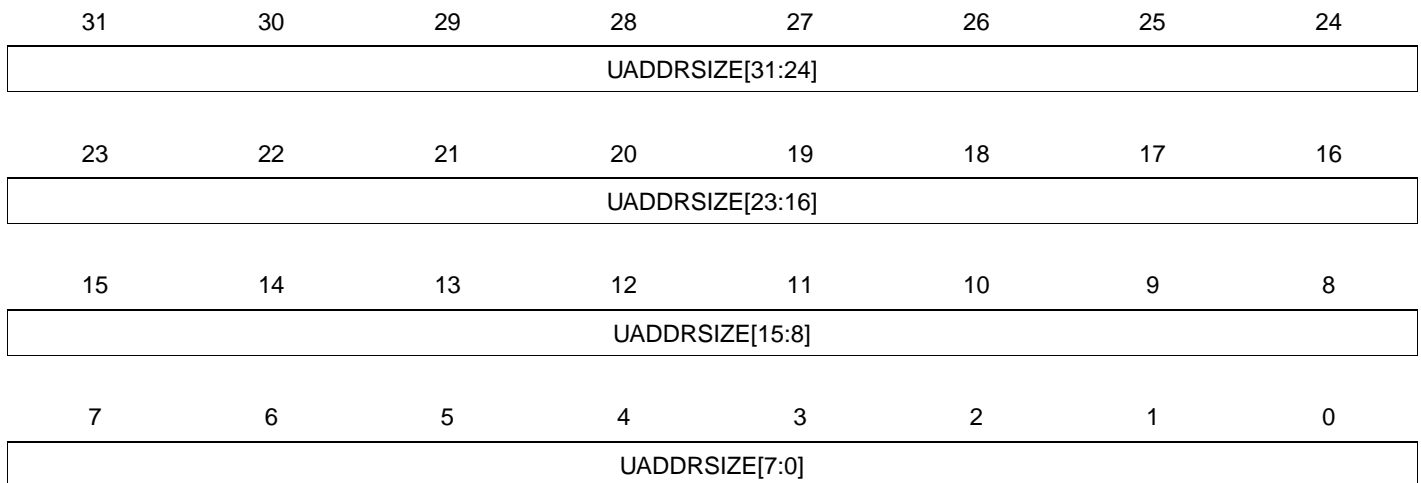 31 30 29 28 27 26 25 24
UADDRSIZE[31:24]
23 22 21 20 19 18 17 16
UADDRSIZE[23:16]
15 14 13 12 11 10 9 8
UADDRSIZE[15:8]
7 6 5 4 3 2 1 0
UADDRSIZE[7:0]